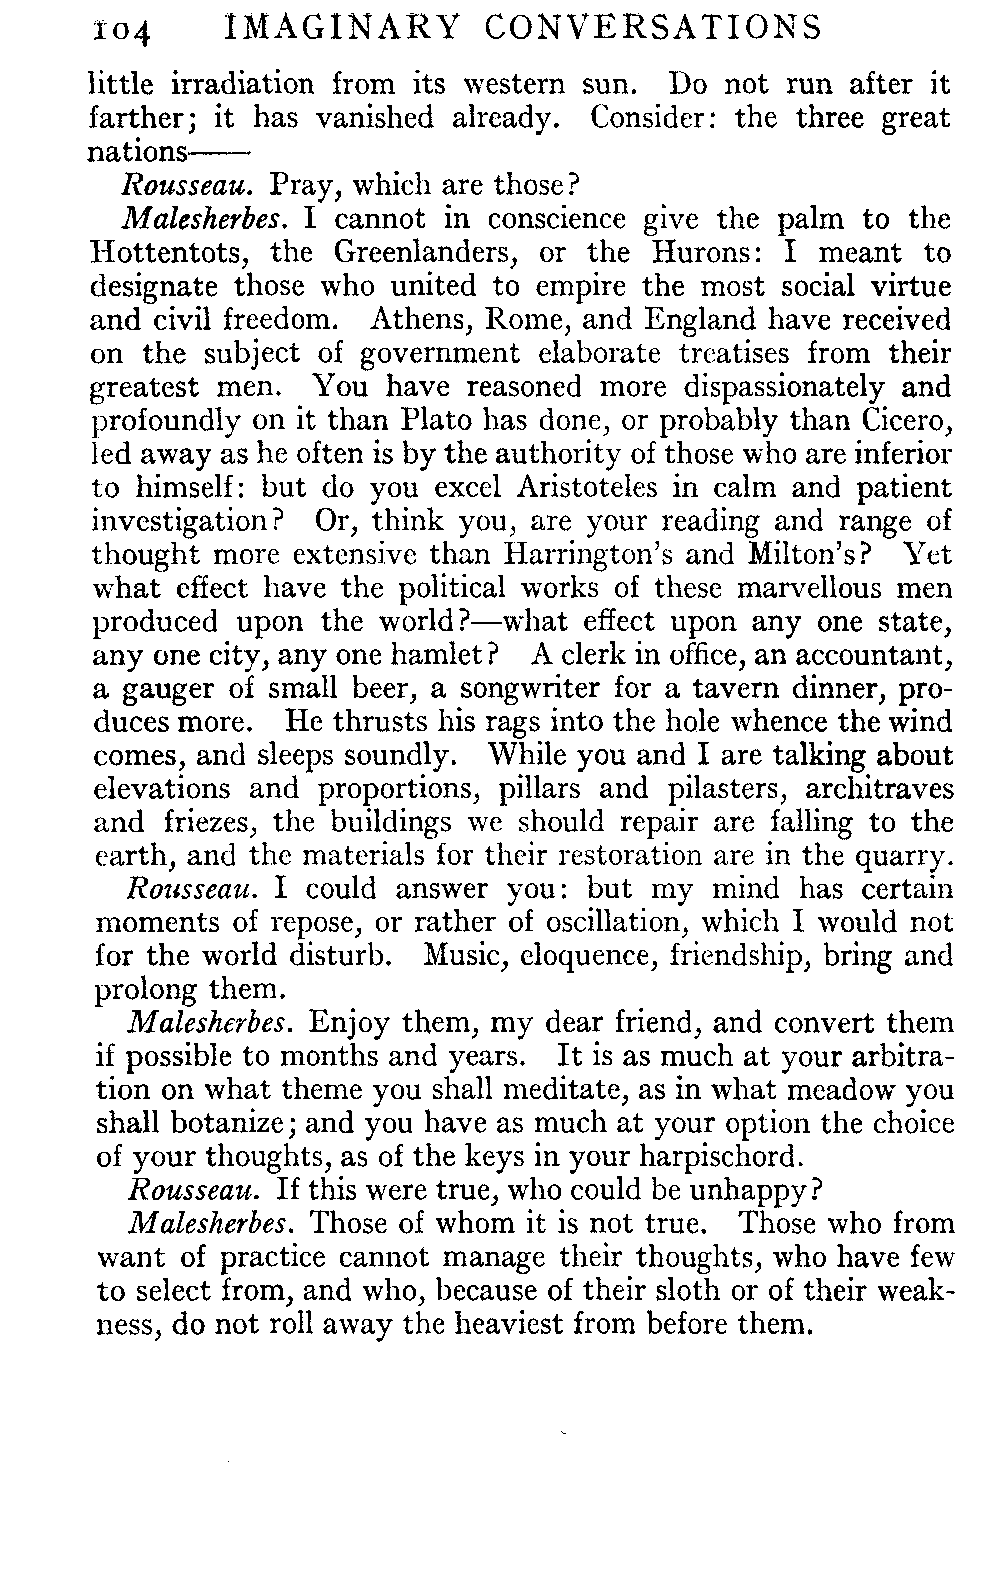 104 IMAGINARY CONVERSATIONS
little irradiation from its western sun. Do not run after it
farther; it has vanished already. Consider: the three great
nations——
Rousseau. Pray, which are those?
Malesherbes. I cannot in conscience give the palm to the
Hottentots, the Greenlanders, or the Hurons: I meant to
designate those who united to empire the most social virtue
and civil freedom. Athens, Rome, and England have received
on the subject of government elaborate treatises from their
greatest men. You have reasoned more dispassionately and
profoundly on it than Plato has done, or probably than Cicero,
led away as he often is by the authority of those who are inferior
to himself: but do you excel Aristoteles in calm and patient
investigation? Or, think you, are your reading and range of
thought more extensive than Harrington's and Milton's? Yet
what effect have the political works of these marvellous men
produced upon the world?—what effect upon any one state,
any one city, any one hamlet? A clerk in office, an accountant,
a gauger of small beer, a songwriter for a tavern dinner, pro-
duces more. He thrusts his rags into the hole whence the wind
comes, and sleeps soundly. While you and I are talking about
elevations and proportions, pillars and pilasters, architraves
and friezes, the buildings we should repair are falling to the
earth, and the materials for their restoration are in the quarry.
Rousseau. I could answer you: but my mind has certain
moments of repose, or rather of oscillation, which I would not
for the world disturb. Music, eloquence, friendship, bring and
prolong them.
Malesherbes. Enjoy them, my dear friend, and convert them
if possible to months and years. It is as much at your arbitra-
tion on what theme you shall meditate, as in what meadow you
shall botanize; and you have as much at your option the choice
of your thoughts, as of the keys in your harpischord.
Rousseau. If this were true, who could be unhappy?
Malesherbes. Those of whom it is not true. Those who from
want of practice cannot manage their thoughts, who have few
to select from, and who, because of their sloth or of their weak-
ness, do not roll away the heaviest from before them.